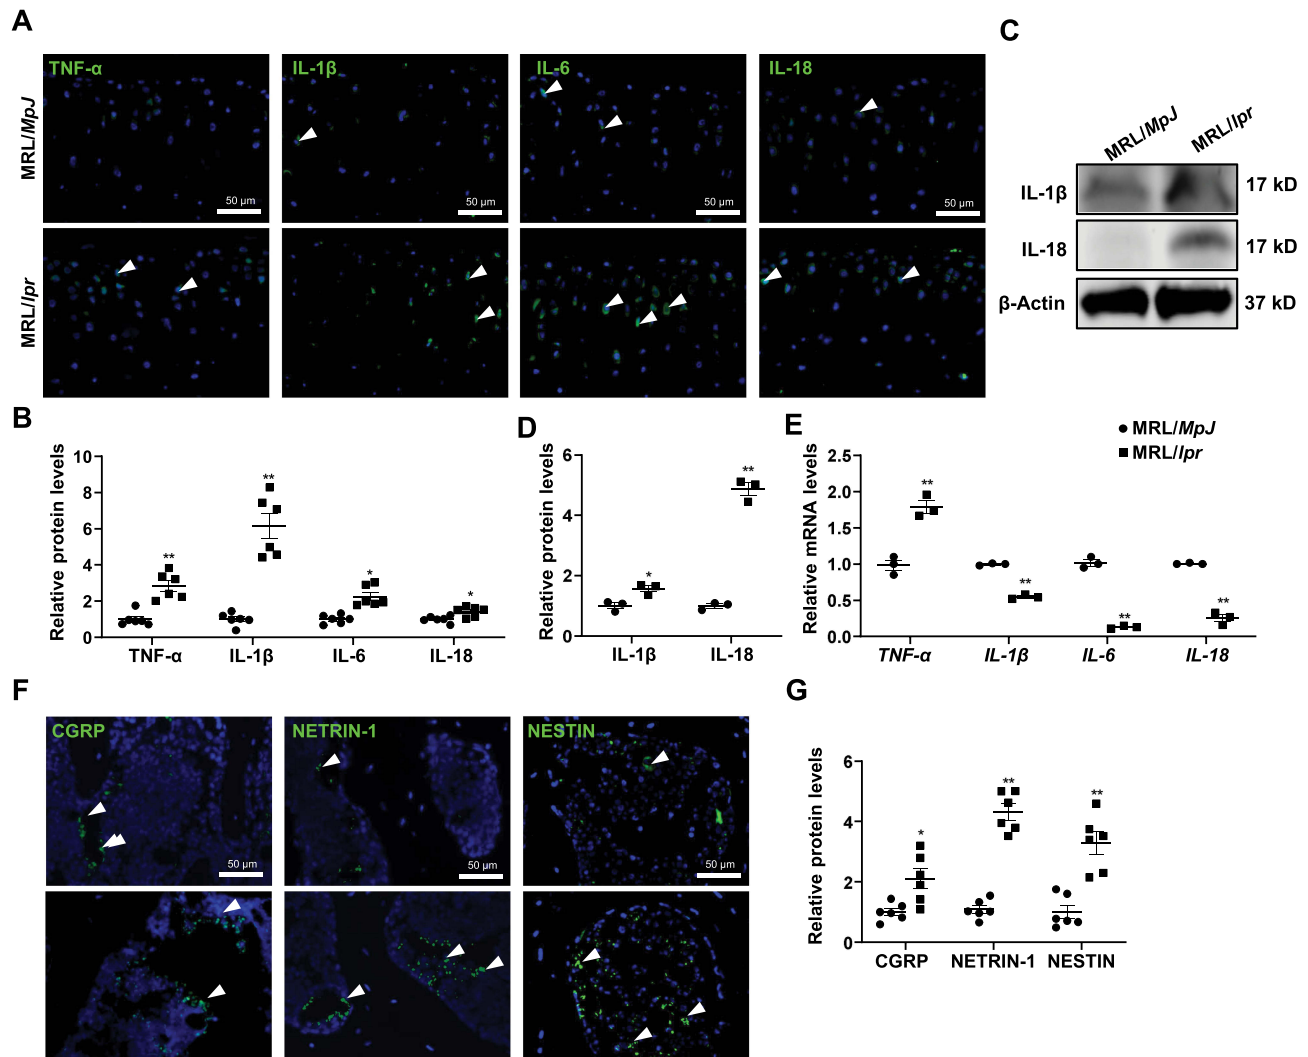 A
C
TNF-α
IL-1β
IL-6
IL-18
MRL/MpJ
50 µm
50 µm
50 µm
50 µm
MRL/lpr
MRL/MpJ
MRL/lpr
IL-1β
17 kD
IL-18
17 kD
β-Actin
37 kD
B
Relative protein levels
10
8
6
4
2
0
**
**
*
*
TNF-α
IL-1β
IL-6
IL-18
D
Relative protein levels
6
4
2
0
*
**
IL-1β
IL-18
E
MRL/MpJ
MRL/lpr
Relative mRNA levels
2.5
2.0
1.5
1.0
0.5
0.0
**
**
**
**
TNF-α
IL-1β
IL-6
IL-18
F
CGRP
NETRIN-1
NESTIN
50 µm
50 µm
50 µm
G
Relative protein levels
6
4
2
0
*
**
**
CGRP
NETRIN-1
NESTIN